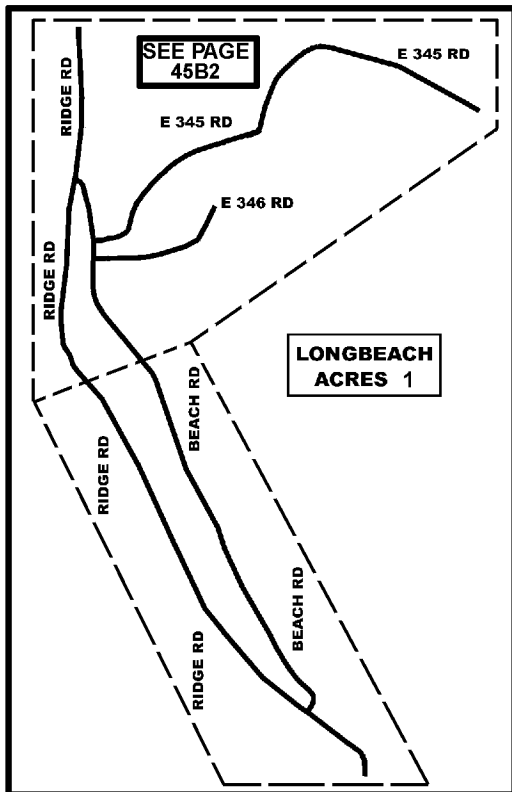 SEE PAGE
45B2
E 345 RD
RIDGE RD
E 345 RD
E 346 RD
RIDGE RD
LONGBEACH
ACRES 1
BEACH RD
RIDGE RD
BEACH RD
RIDGE RD